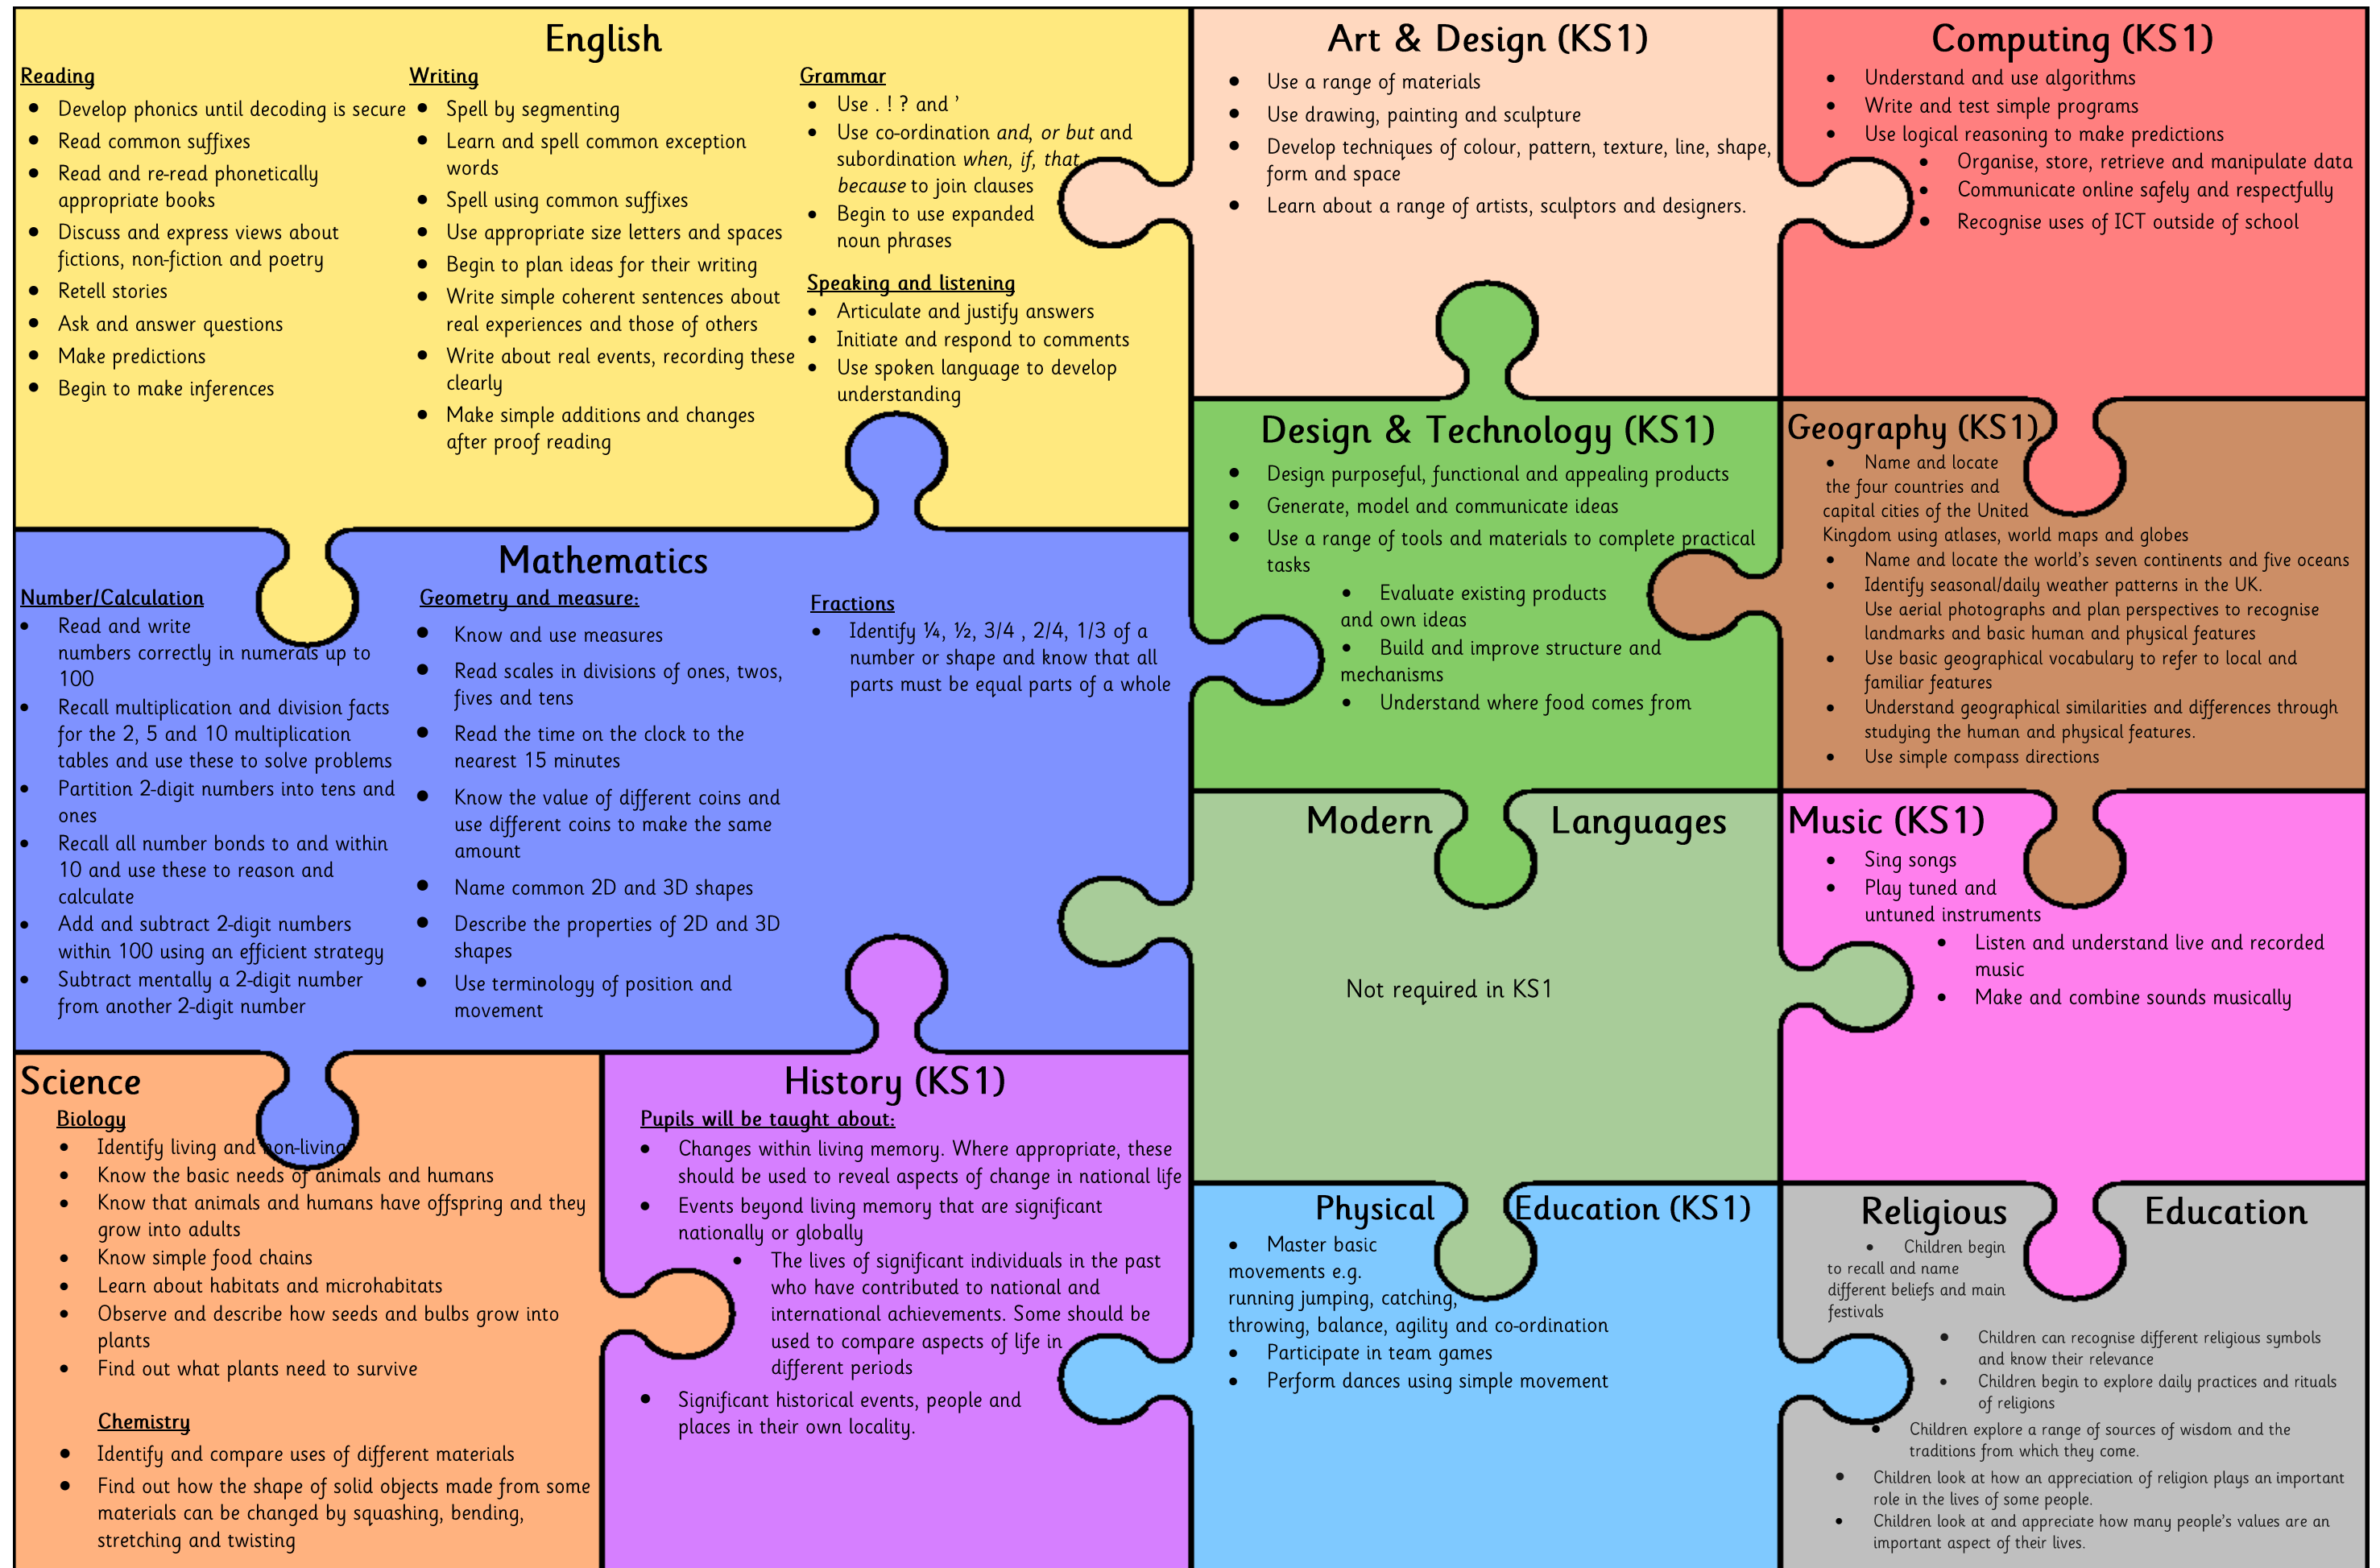 English
Reading
• Develop phonics until decoding is secure
• Read common suffixes
• Read and re-read phonetically
appropriate books
• Discuss and express views about
fictions, non-fiction and poetry
• Retell stories
• Ask and answer questions
• Make predictions
• Begin to make inferences
Writing
• Spell by segmenting
• Learn and spell common exception
words
• Spell using common suffixes
• Use appropriate size letters and spaces
• Begin to plan ideas for their writing
• Write simple coherent sentences about
real experiences and those of others
• Write about real events, recording these
clearly
• Make simple additions and changes
after proof reading
Grammar
• Use . ! ? and ’
• Use co-ordination and, or but and
subordination when, if, that
because to join clauses
• Begin to use expanded
noun phrases
Speaking and listening
• Articulate and justify answers
• Initiate and respond to comments
• Use spoken language to develop
understanding
Art & Design (KS1)
• Use a range of materials
• Use drawing, painting and sculpture
• Develop techniques of colour, pattern, texture, line, shape,
form and space
• Learn about a range of artists, sculptors and designers.
Computing (KS1)
• Understand and use algorithms
• Write and test simple programs
• Use logical reasoning to make predictions
• Organise, store, retrieve and manipulate data
• Communicate online safely and respectfully
• Recognise uses of ICT outside of school
Mathematics
Number/Calculation
• Read and write
numbers correctly in numerals up to
100
• Recall multiplication and division facts
for the 2, 5 and 10 multiplication
tables and use these to solve problems
• Partition 2-digit numbers into tens and
ones
• Recall all number bonds to and within
10 and use these to reason and
calculate
• Add and subtract 2-digit numbers
within 100 using an efficient strategy
• Subtract mentally a 2-digit number
from another 2-digit number
Geometry and measure:
• Know and use measures
• Read scales in divisions of ones, twos,
fives and tens
• Read the time on the clock to the
nearest 15 minutes
• Know the value of different coins and
use different coins to make the same
amount
• Name common 2D and 3D shapes
• Describe the properties of 2D and 3D
shapes
• Use terminology of position and
movement
Fractions
• Identify ¼, ½, 3/4 , 2/4, 1/3 of a
number or shape and know that all
parts must be equal parts of a whole
Design & Technology (KS1)
• Design purposeful, functional and appealing products
• Generate, model and communicate ideas
• Use a range of tools and materials to complete practical
tasks
• Evaluate existing products
and own ideas
• Build and improve structure and
mechanisms
• Understand where food comes from
Geography (KS1)
• Name and locate
the four countries and
capital cities of the United
Kingdom using atlases, world maps and globes
• Name and locate the world’s seven continents and five oceans
• Identify seasonal/daily weather patterns in the UK.
Use aerial photographs and plan perspectives to recognise
landmarks and basic human and physical features
• Use basic geographical vocabulary to refer to local and
familiar features
• Understand geographical similarities and differences through
studying the human and physical features.
• Use simple compass directions
Modern Languages
Not required in KS1
Music (KS1)
• Sing songs
• Play tuned and
untuned instruments
• Listen and understand live and recorded
music
• Make and combine sounds musically
Science
Biology
• Identify living and non-living
• Know the basic needs of animals and humans
• Know that animals and humans have offspring and they
grow into adults
• Know simple food chains
• Learn about habitats and microhabitats
• Observe and describe how seeds and bulbs grow into
plants
• Find out what plants need to survive
Chemistry
• Identify and compare uses of different materials
• Find out how the shape of solid objects made from some
materials can be changed by squashing, bending,
stretching and twisting
History (KS1)
Pupils will be taught about:
• Changes within living memory. Where appropriate, these
should be used to reveal aspects of change in national life
• Events beyond living memory that are significant
nationally or globally
• The lives of significant individuals in the past
who have contributed to national and
international achievements. Some should be
used to compare aspects of life in
different periods
• Significant historical events, people and
places in their own locality.
Physical Education (KS1)
• Master basic
movements e.g.
running jumping, catching,
throwing, balance, agility and co-ordination
• Participate in team games
• Perform dances using simple movement
Religious Education
• Children begin
to recall and name
different beliefs and main
festivals
• Children can recognise different religious symbols
and know their relevance
• Children begin to explore daily practices and rituals
of religions
• Children explore a range of sources of wisdom and the
traditions from which they come.
• Children look at how an appreciation of religion plays an important
role in the lives of some people.
• Children look at and appreciate how many people’s values are an
important aspect of their lives.